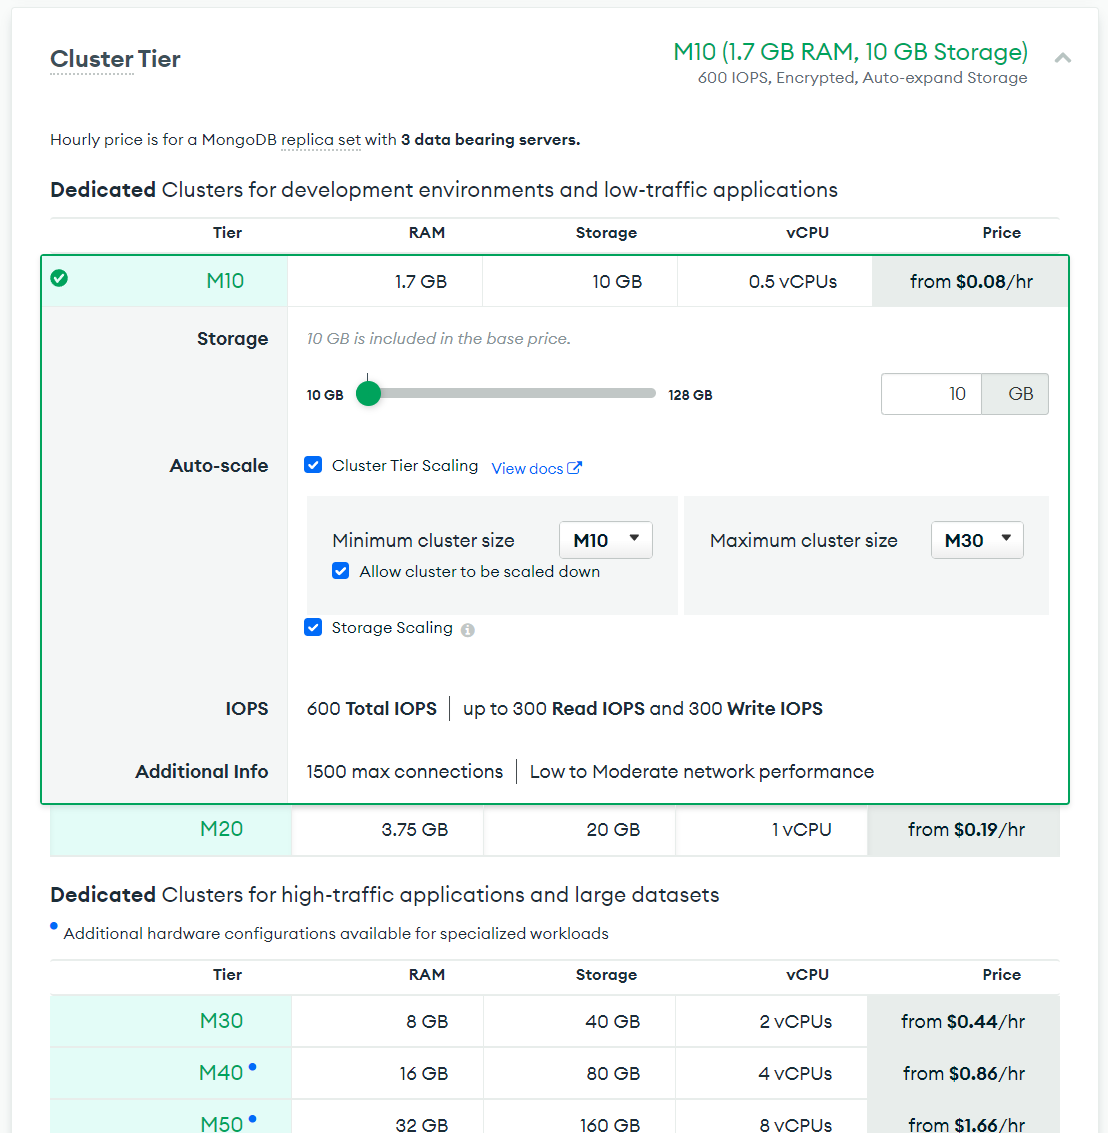 Cluster Tier
M10 (1.7 GB RAM, 10 GB Storage)
600 IOPS, Encrypted, Auto-expand Storage
Hourly price is for a MongoDB replica set with 3 data bearing servers.
Dedicated Clusters for development environments and low-traffic applications
Tier RAM Storage vCPU Price
M10 1.7 GB 10 GB 0.5 vCPUs from $0.08/hr
Storage 10 GB is included in the base price.
10 GB 128 GB 10 GB
Auto-scale Cluster Tier Scaling View docs
Minimum cluster size M10 Maximum cluster size M30
Allow cluster to be scaled down
Storage Scaling
IOPS 600 Total IOPS | up to 300 Read IOPS and 300 Write IOPS
Additional Info 1500 max connections | Low to Moderate network performance
M20 3.75 GB 20 GB 1 vCPU from $0.19/hr
Dedicated Clusters for high-traffic applications and large datasets
Additional hardware configurations available for specialized workloads
Tier RAM Storage vCPU Price
M30 8 GB 40 GB 2 vCPUs from $0.44/hr
M40 16 GB 80 GB 4 vCPUs from $0.86/hr
M50 32 GB 160 GB 8 vCPUs from $1.66/hr